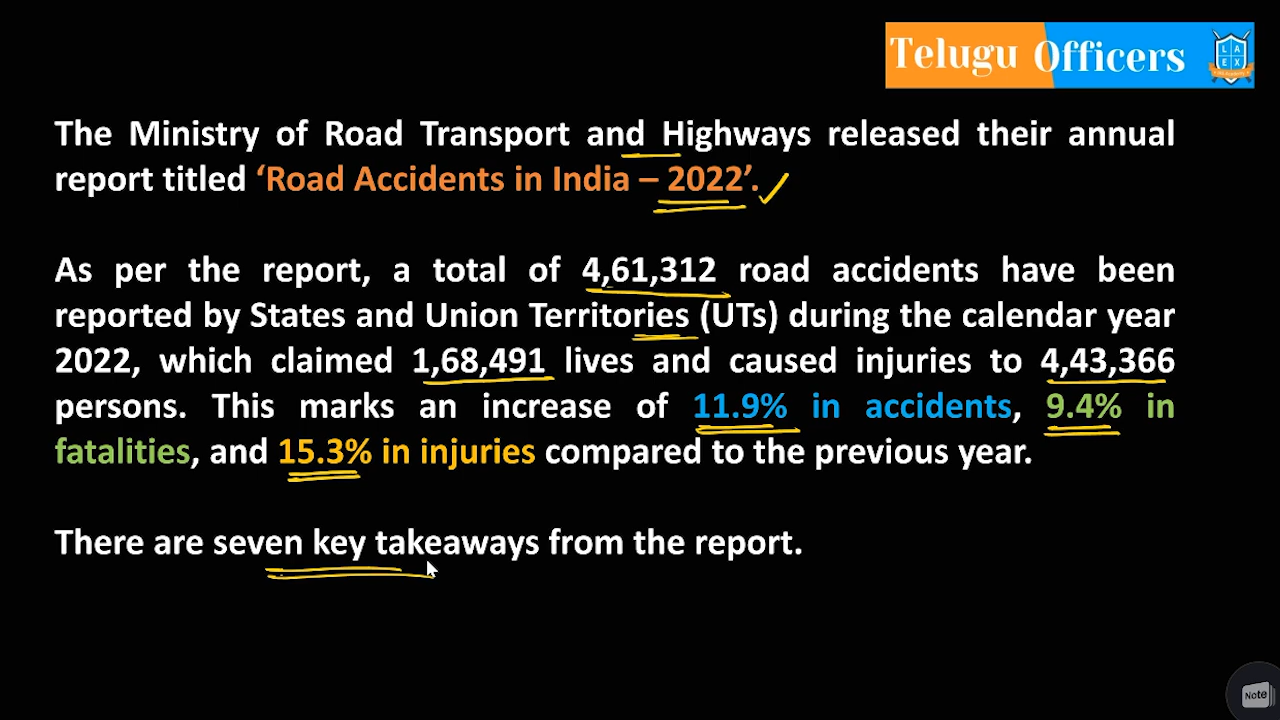 Telugu Officers
L A
E X
The Ministry of Road Transport and Highways released their annual
report titled ‘Road Accidents in India – 2022’.
As per the report, a total of 4,61,312 road accidents have been
reported by States and Union Territories (UTs) during the calendar year
2022, which claimed 1,68,491 lives and caused injuries to 4,43,366
persons. This marks an increase of 11.9% in accidents, 9.4% in
fatalities, and 15.3% in injuries compared to the previous year.
There are seven key takeaways from the report.
Note